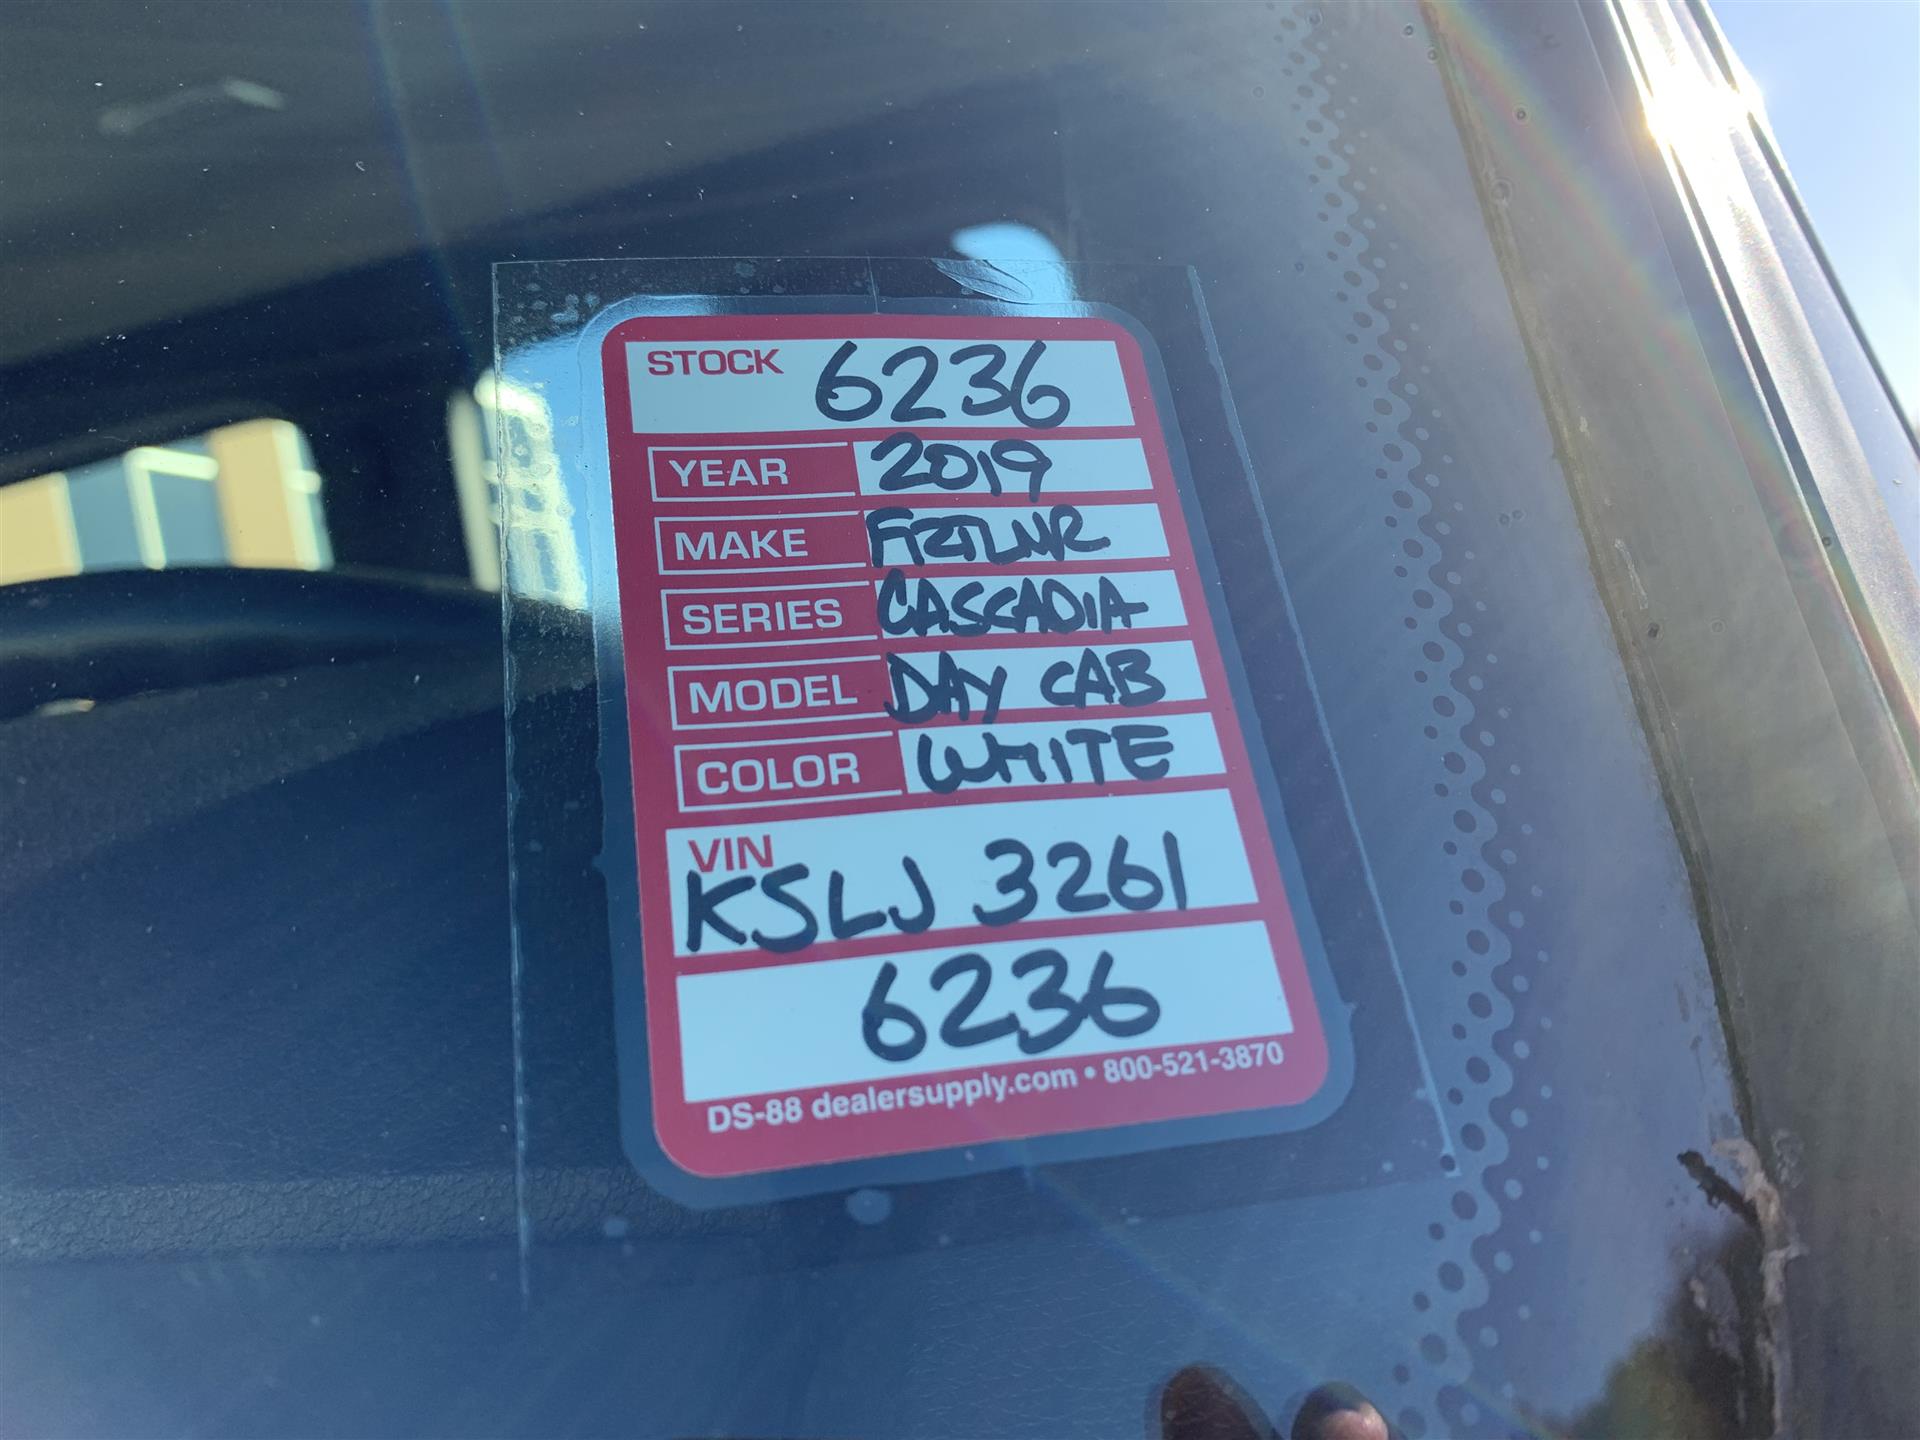 STOCK 6236
YEAR 2019
MAKE FRTLNR
SERIES CASCADIA
MODEL DAY CAB
COLOR WHITE
VIN
KSLJ 3261
6236
DS-88 dealersupply.com • 800-521-3870